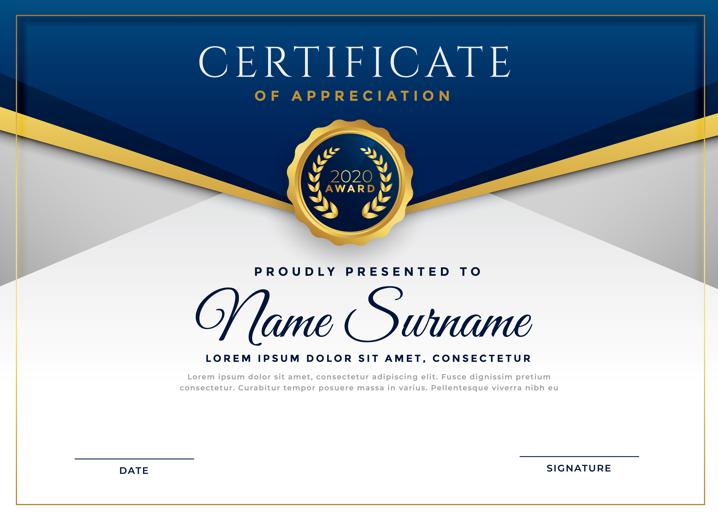 CERTIFICATE
OF APPRECIATION
2020
AWARD
PROUDLY PRESENTED TO
Name Surname
LOREM IPSUM DOLOR SIT AMET, CONSECTETUR
Lorem ipsum dolor sit amet, consectetur adipiscing elit. Fusce dignissim pretium
consectetur. Curabitur tempor posuere massa in varius. Pellentesque viverra nibh eu
DATE
SIGNATURE